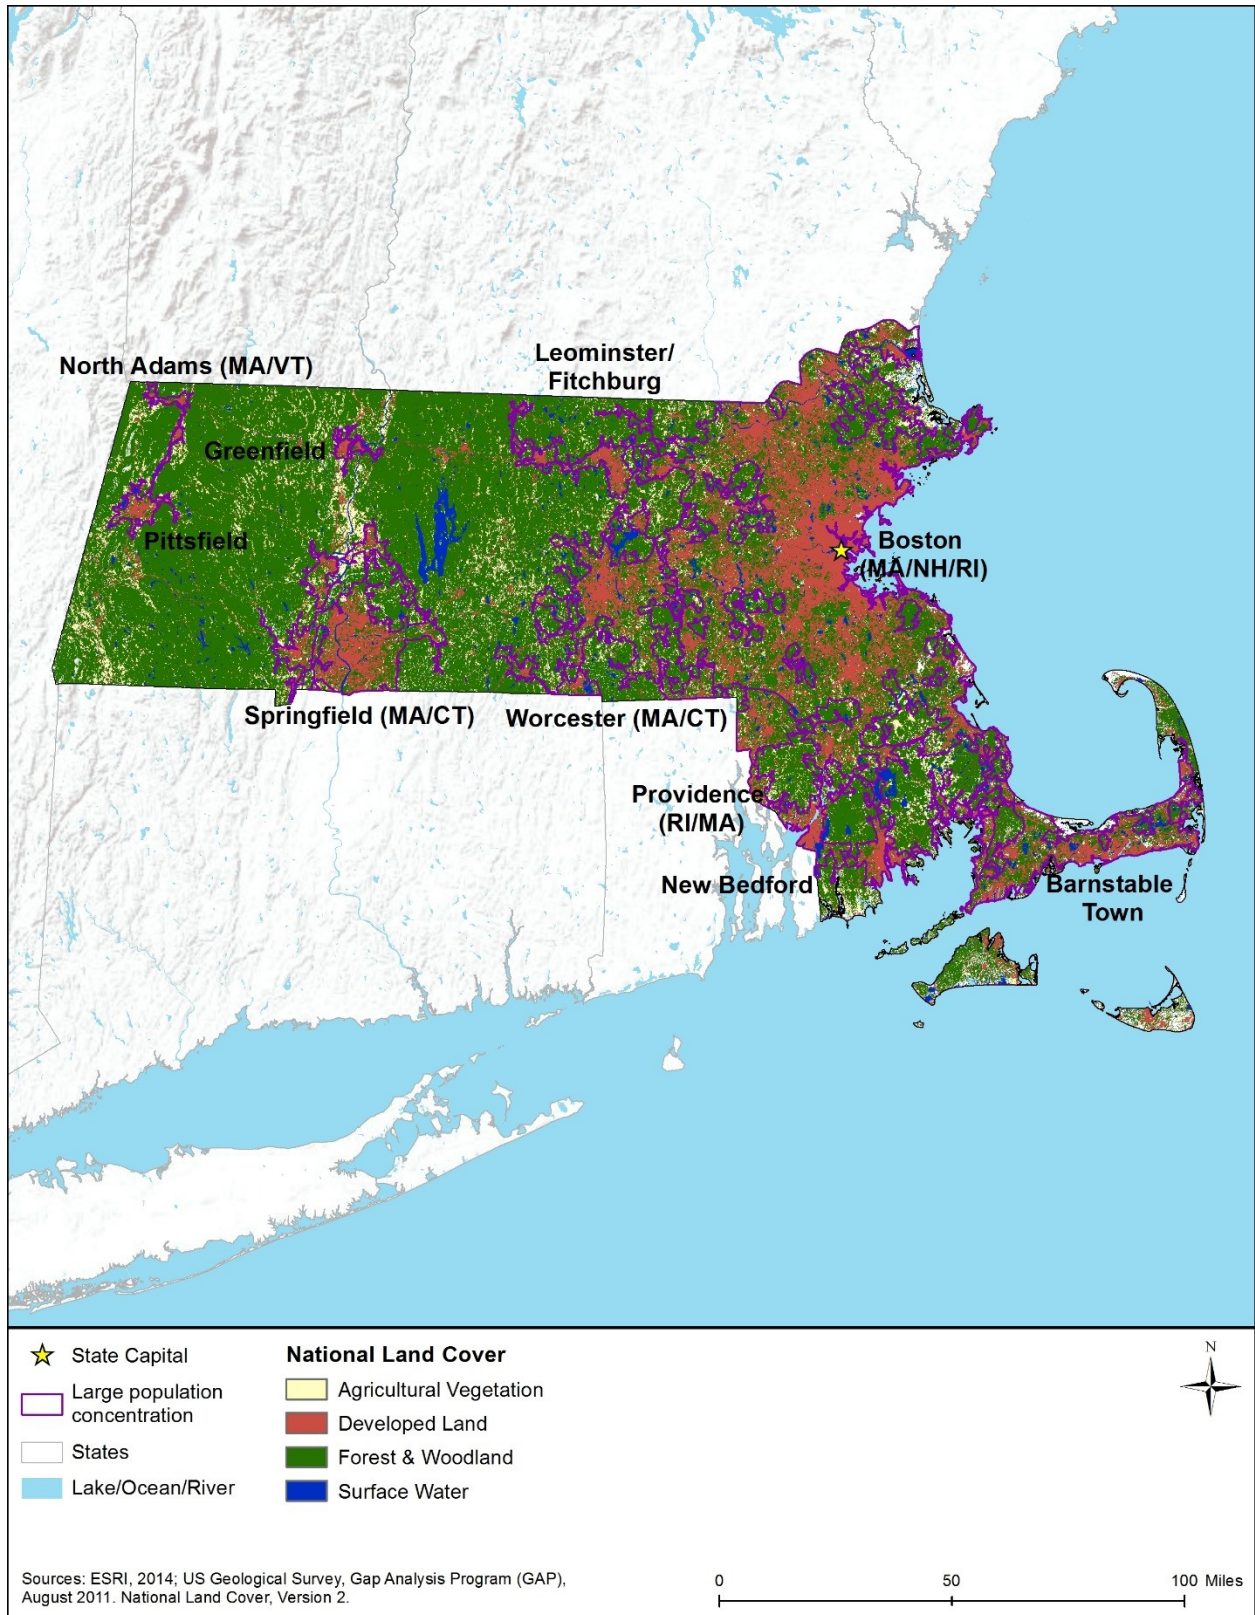 North Adams (MA/VT)
Leominster/
Fitchburg
Greenfield
Pittsfield
Boston
(MA/NH/RI)
Springfield (MA/CT)
Worcester (MA/CT)
Providence
(RI/MA)
New Bedford
Barnstable
Town
State Capital
Large population
concentration
States
Lake/Ocean/River
National Land Cover
Agricultural Vegetation
Developed Land
Forest & Woodland
Surface Water
N
Sources: ESRI, 2014; US Geological Survey, Gap Analysis Program (GAP),
August 2011. National Land Cover, Version 2.
0 50 100 Miles